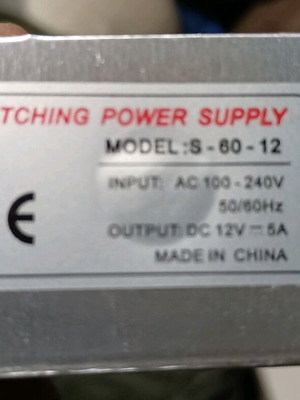 TCHING POWER SUPPLY
MODEL:S-60-12
INPUT: AC 100-240V
50/60Hz
CE
OUTPUT: DC 12V⎓5A
MADE IN CHINA